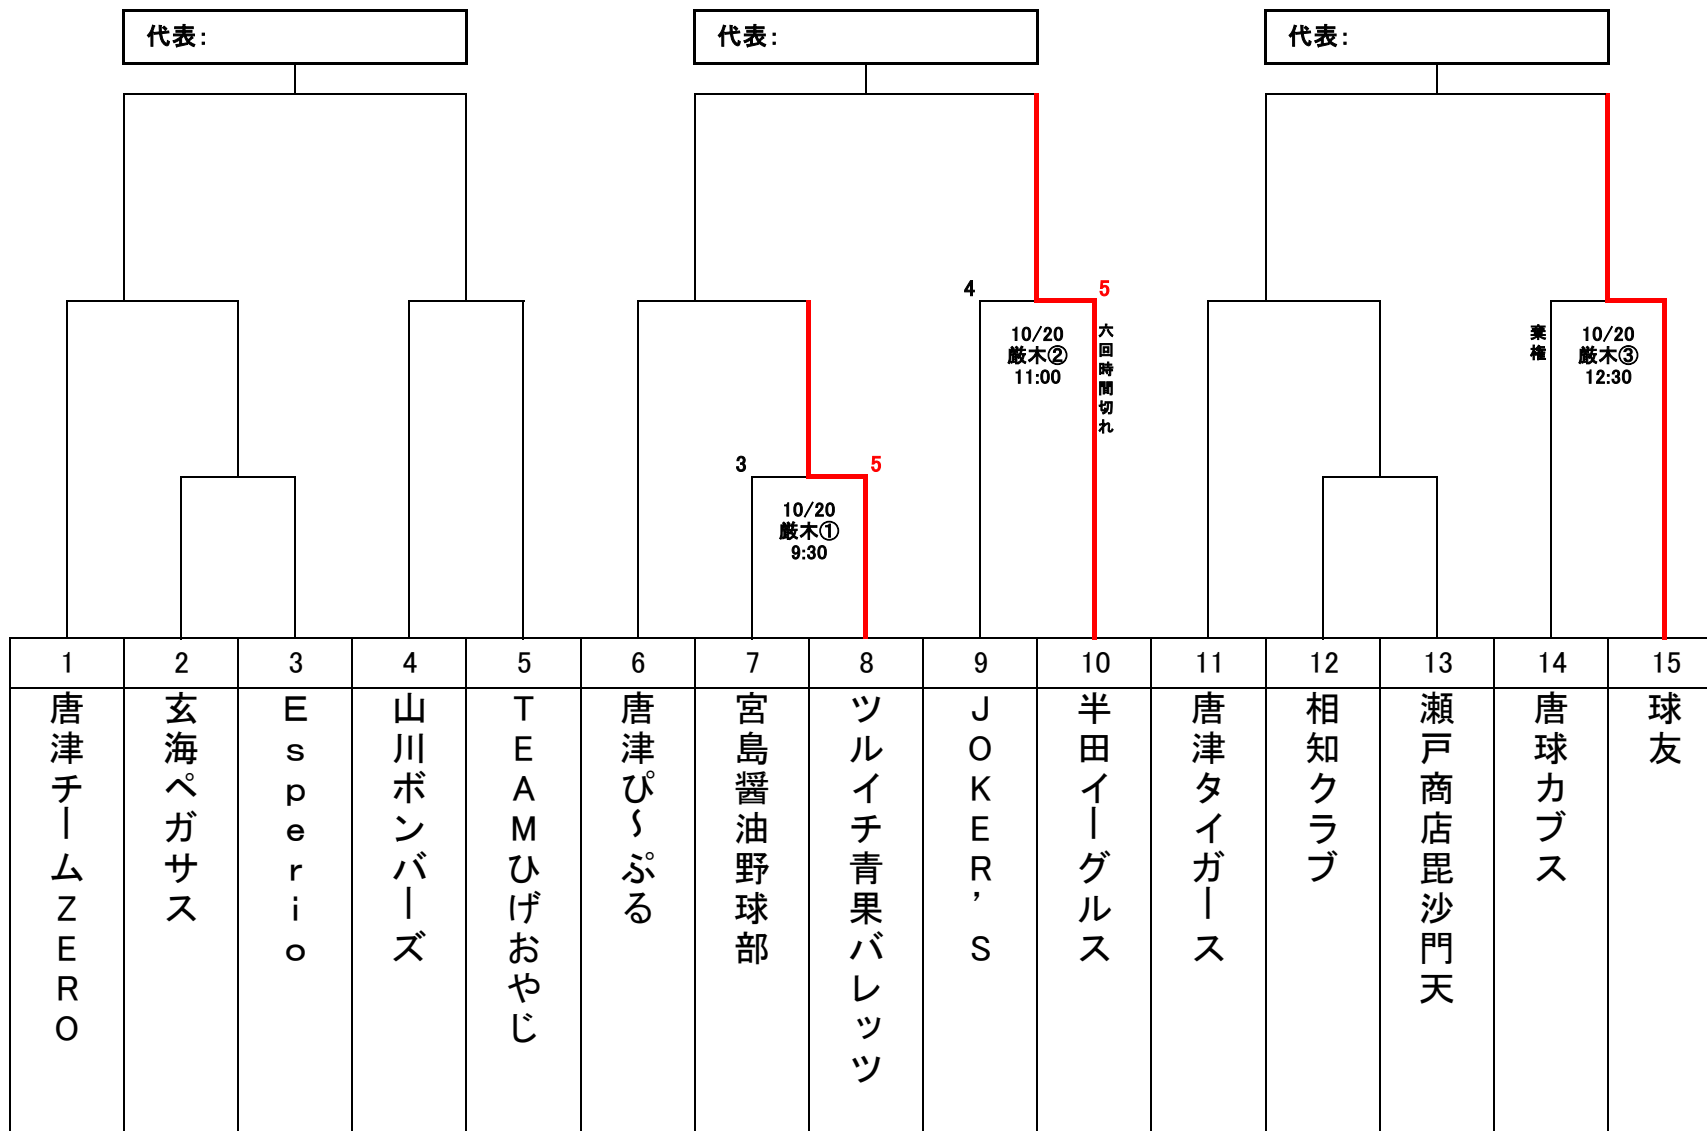 代表：
代表：
代表：
4
5
10/20
厳木②
11:00
六回時間切れ
棄権
10/20
厳木③
12:30
3
5
10/20
厳木①
9:30
1
2
3
4
5
6
7
8
9
10
11
12
13
14
15
唐津チームZERO
玄海ペガサス
Esperio
山川ボンバーズ
TEAMひげおやじ
唐津ぴ～ぷる
宮島醤油野球部
ツルイチ青果バレッツ
JOKER’S
半田イーグルス
唐津タイガース
相知クラブ
瀬戸商店毘沙門天
唐球カブス
球友